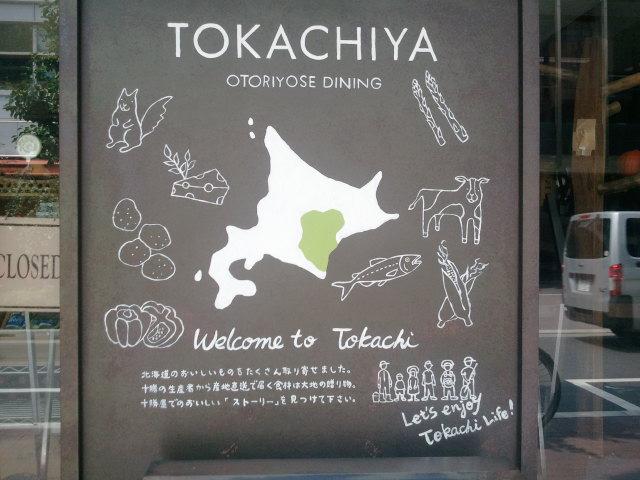 TOKACHIYA
OTORIYOSE DINING
CLOSED
Welcome to Tokachi
北海道のおいしいものをたくさん取り寄せました。
十勝の生産者から産地直送で届く食材は大地の贈り物。
十勝屋でのおいしい「ストーリー」を見つけて下さい。
Let's enjoy
Tokachi Life!